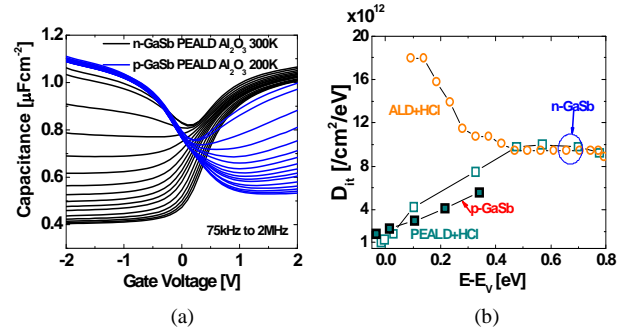 (a)
n-GaSb PEALD Al₂O₃ 300K
p-GaSb PEALD Al₂O₃ 200K
Capacitance [µFcm⁻²]
1.2
1.0
0.8
0.6
0.4
75kHz to 2MHz
-2 -1 0 1 2
Gate Voltage [V]
(a)
x10¹²
(b)
Dit [/cm²/eV]
20
16
12
8
4
1
ALD+HCl
n-GaSb
p-GaSb
PEALD+HCl
0.0 0.2 0.4 0.6 0.8
E-Eᵥ [eV]
(b)